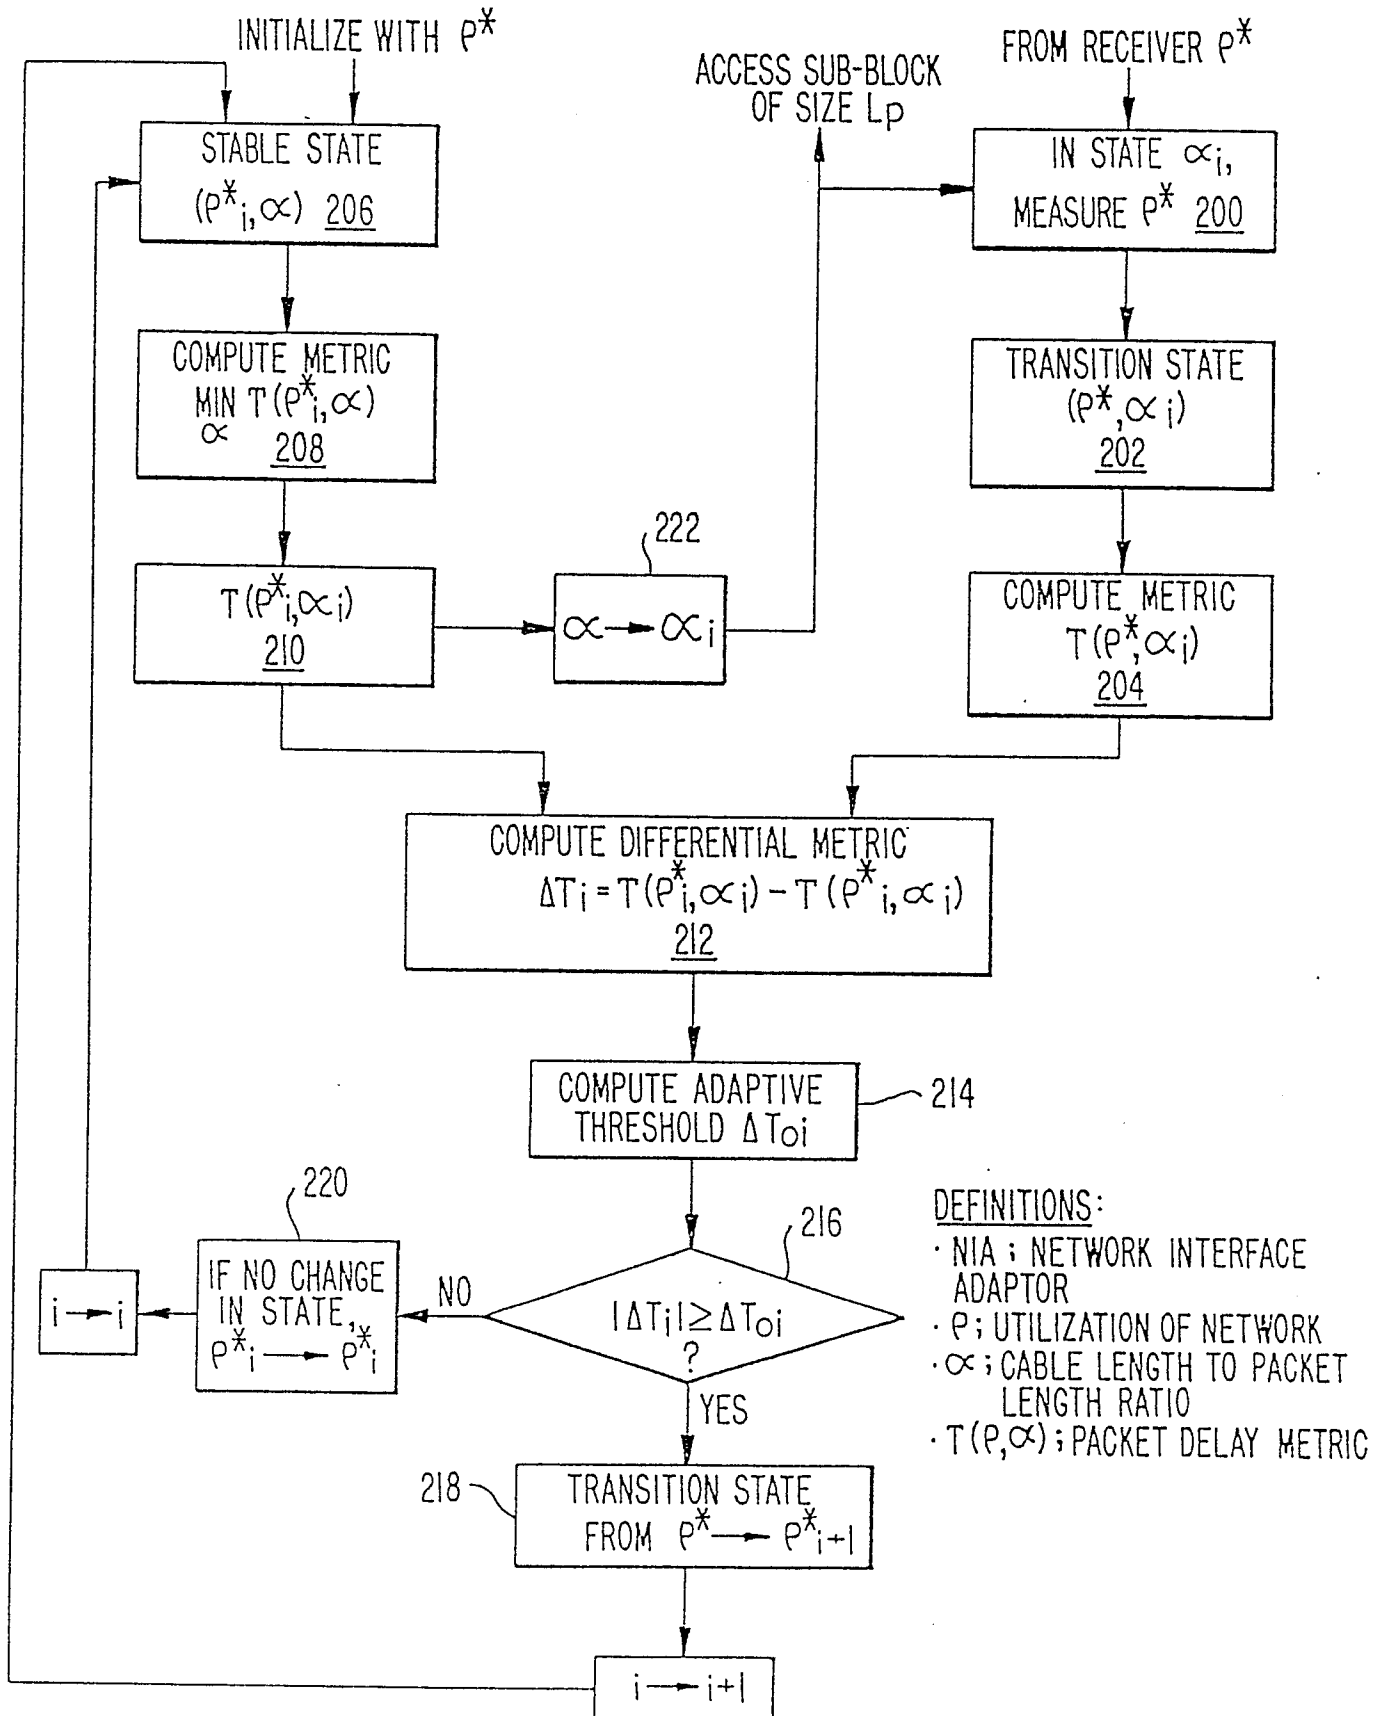 INITIALIZE WITH ρ*
STABLE STATE
(ρ*i,∝) 206
COMPUTE METRIC
MIN T(ρ*i,∝)
∝
208
T(ρ*i,∝i)
210
222
∝→∝i
ACCESS SUB-BLOCK
OF SIZE Lp
FROM RECEIVER ρ*
IN STATE ∝i,
MEASURE ρ* 200
TRANSITION STATE
(ρ*,∝i)
202
COMPUTE METRIC
T(ρ*,∝i)
204
COMPUTE DIFFERENTIAL METRIC
ΔTi = T(ρ*i,∝i) - T(ρ*i,∝i)
212
COMPUTE ADAPTIVE
THRESHOLD ΔToi
214
216
|ΔTi|≥ΔToi
?
NO
YES
220
IF NO CHANGE
IN STATE,
ρ*i → ρ*i
i→i
218
TRANSITION STATE
FROM ρ* → ρ*i+1
i→i+1
DEFINITIONS:
· NIA ; NETWORK INTERFACE
ADAPTOR
· ρ; UTILIZATION OF NETWORK
· ∝; CABLE LENGTH TO PACKET
LENGTH RATIO
· T(ρ,∝); PACKET DELAY METRIC